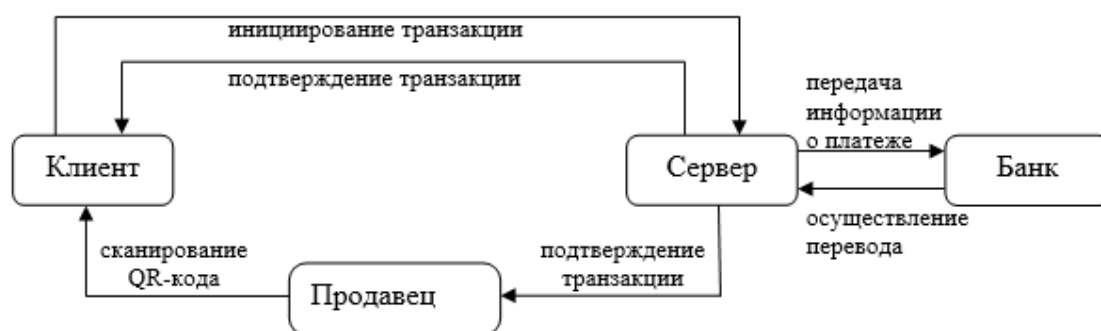 инициирование транзакции
подтверждение транзакции
передача
информации
о платеже
Клиент
Сервер
Банк
осуществление
перевода
сканирование
QR-кода
подтверждение
транзакции
Продавец